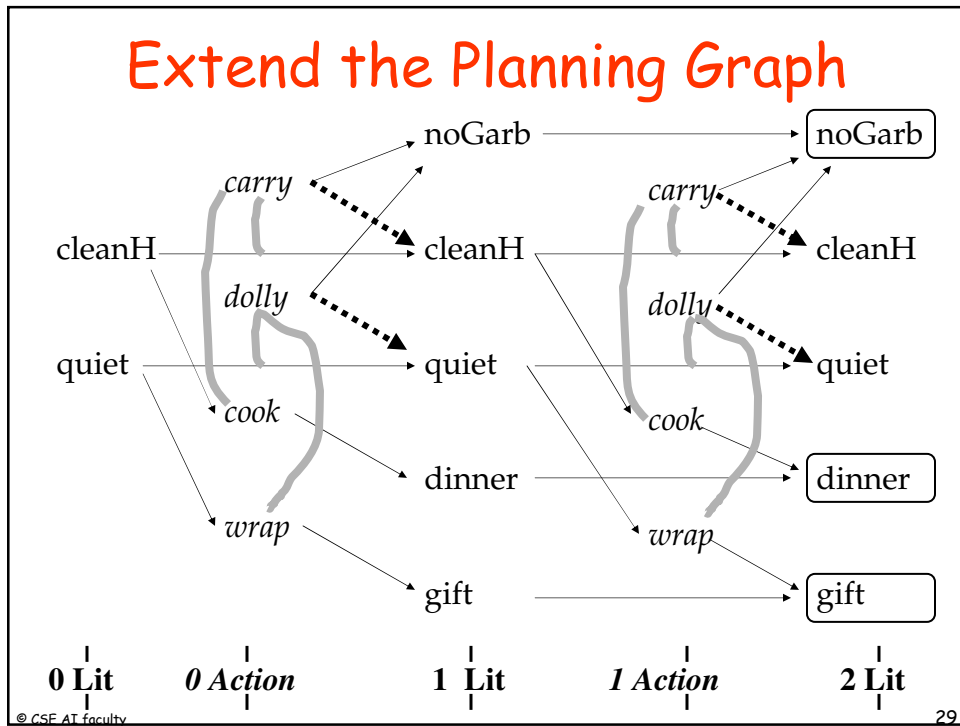 Extend the Planning Graph
noGarb noGarb
carry carry
cleanH cleanH cleanH
dolly dolly
quiet quiet quiet
cook cook
dinner dinner
wrap wrap
gift gift
0 Lit 0 Action 1 Lit 1 Action 2 Lit
© CSE AI faculty 29